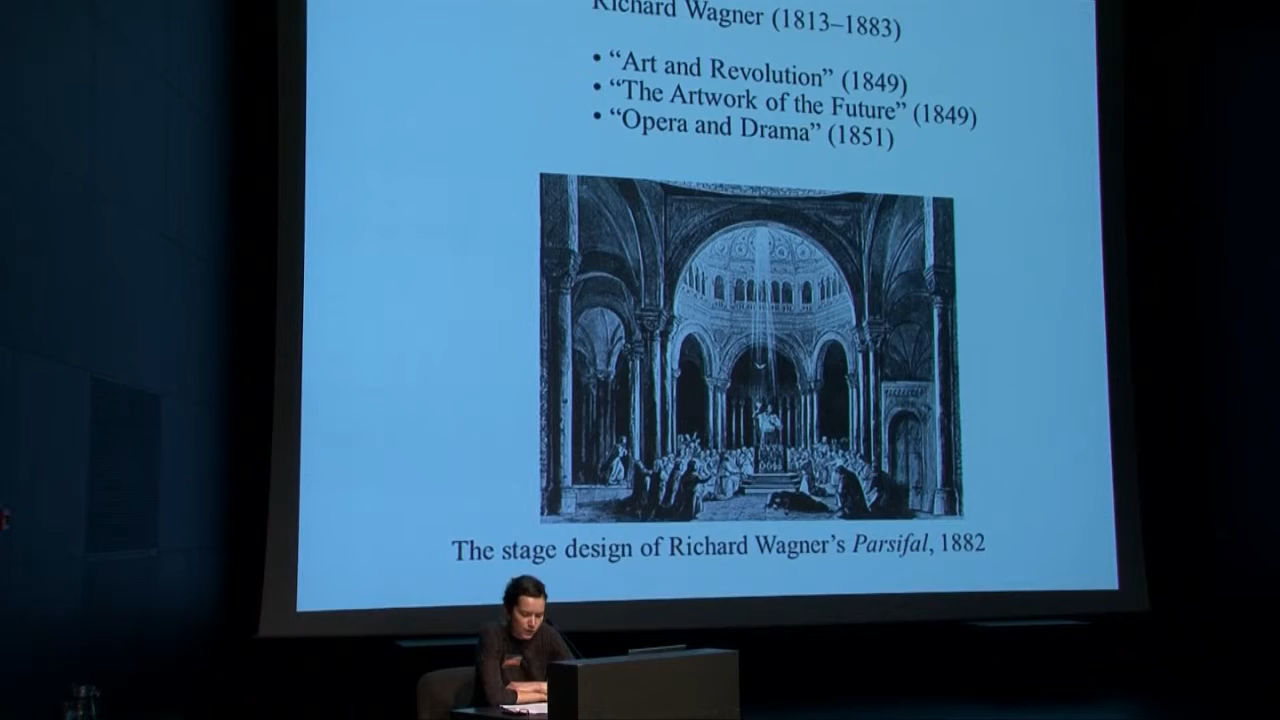 Richard Wagner (1813–1883)
• “Art and Revolution” (1849)
• “The Artwork of the Future” (1849)
• “Opera and Drama” (1851)
The stage design of Richard Wagner’s Parsifal, 1882